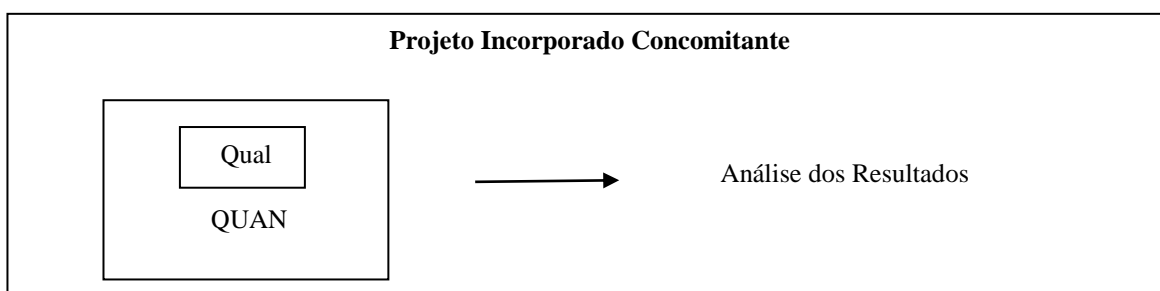 Projeto Incorporado Concomitante
Qual
QUAN
Análise dos Resultados